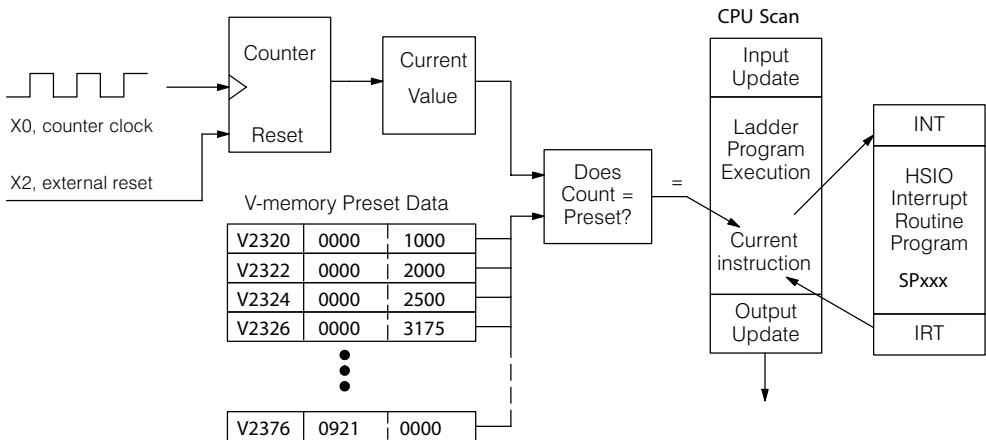 CPU Scan
Counter
Reset
Current
Value
X0, counter clock
X2, external reset
Input
Update
Ladder
Program
Execution
Current
instruction
Output
Update
INT
HSIO
Interrupt
Routine
Program
SPxxx
IRT
Does
Count =
Preset?
=
V-memory Preset Data
V2320 0000 1000
V2322 0000 2000
V2324 0000 2500
V2326 0000 3175
V2376 0921 0000